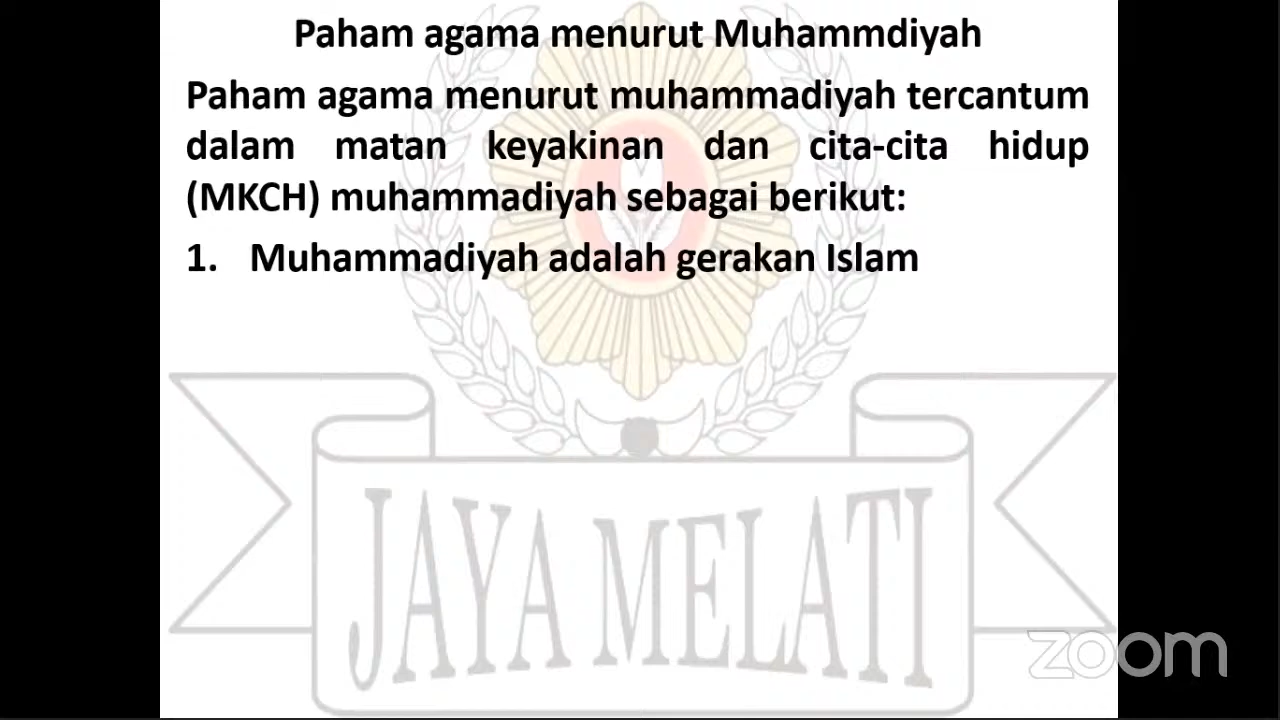 Paham agama menurut Muhammdiyah
Paham agama menurut muhammadiyah tercantum
dalam matan keyakinan dan cita-cita hidup
(MKCH) muhammadiyah sebagai berikut:
1. Muhammadiyah adalah gerakan Islam
JAYA MELATI
zoom